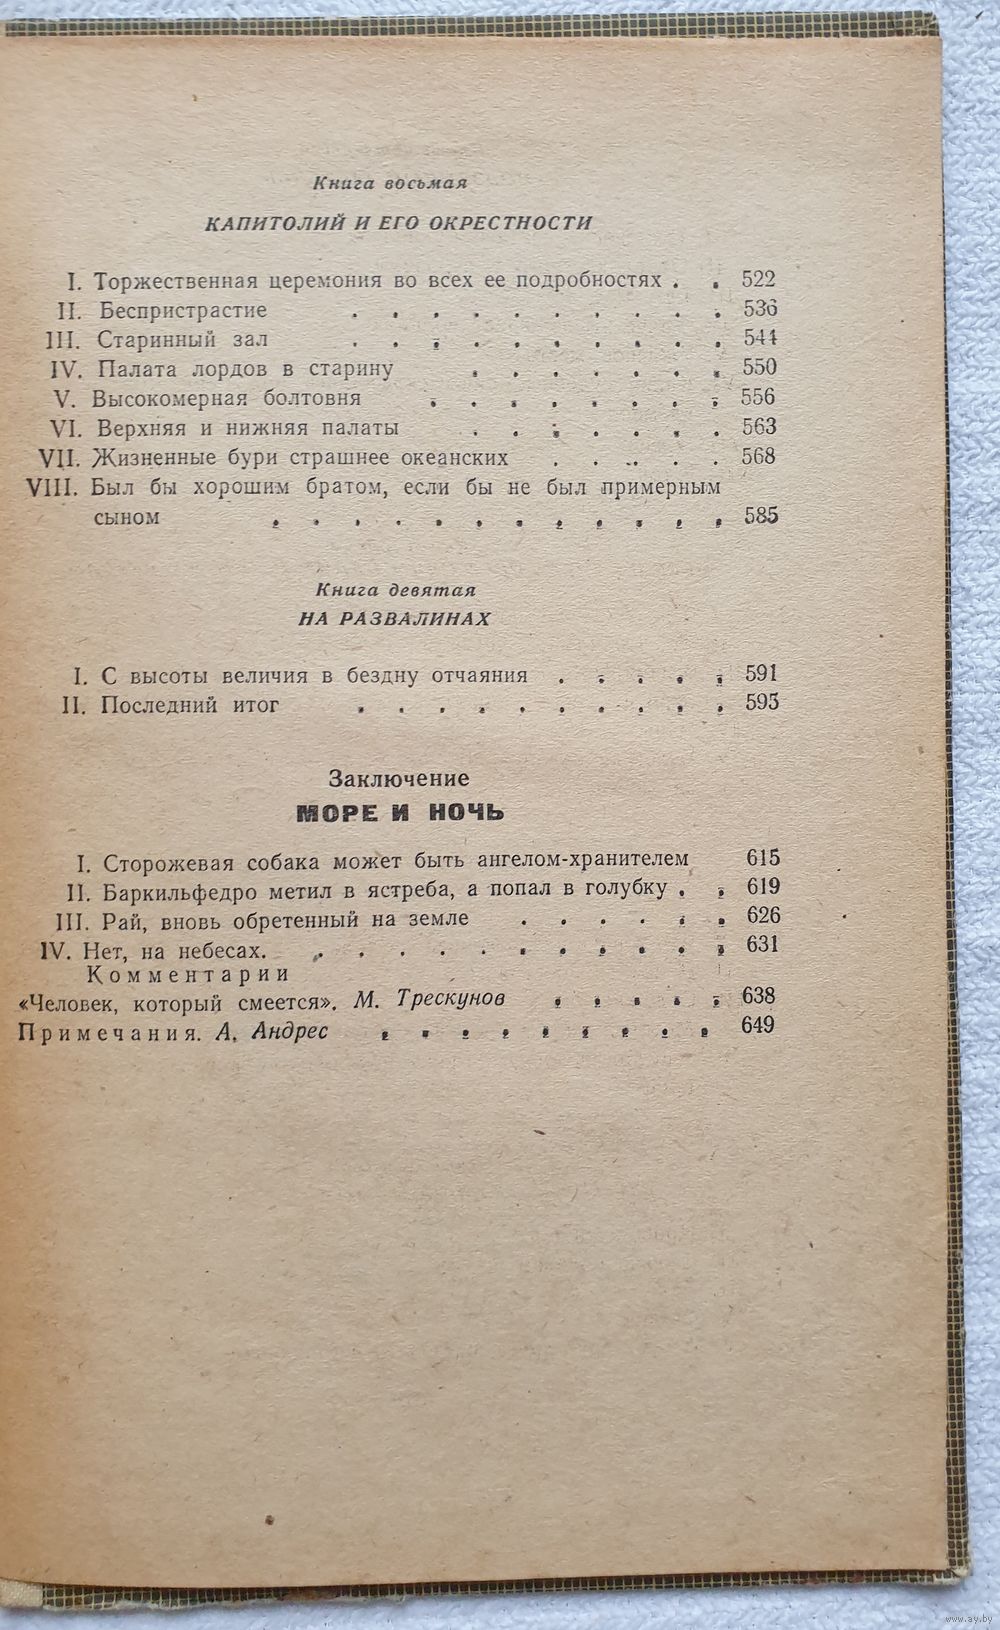 Книга восьмая
КАПИТОЛИЙ И ЕГО ОКРЕСТНОСТИ
I. Торжественная церемония во всех ее подробностях . . 522
II. Беспристрастие . . . . . . . . . . 536
III. Старинный зал . . . . . . . . . . 544
IV. Палата лордов в старину . . . . . . . 550
V. Высокомерная болтовня . . . . . . . . 556
VI. Верхняя и нижняя палаты . . . . . . . 563
VII. Жизненные бури страшнее океанских . . . . . 568
VIII. Был бы хорошим братом, если бы не был примерным
сыном . . . . . . . . . . . . 585
Книга девятая
НА РАЗВАЛИНАХ
I. С высоты величия в бездну отчаяния . . . . . 591
II. Последний итог . . . . . . . . . . 595
Заключение
МОРЕ И НОЧЬ
I. Сторожевая собака может быть ангелом-хранителем 615
II. Баркильфедро метил в ястреба, а попал в голубку . . 619
III. Рай, вновь обретенный на земле . . . . . . 626
IV. Нет, на небесах. . . . . . . . . . . . 631
Комментарии
«Человек, который смеется». М. Трескунов . . . . . 638
Примечания. А. Андрес . . . . . . . . . 649
www.ay.by